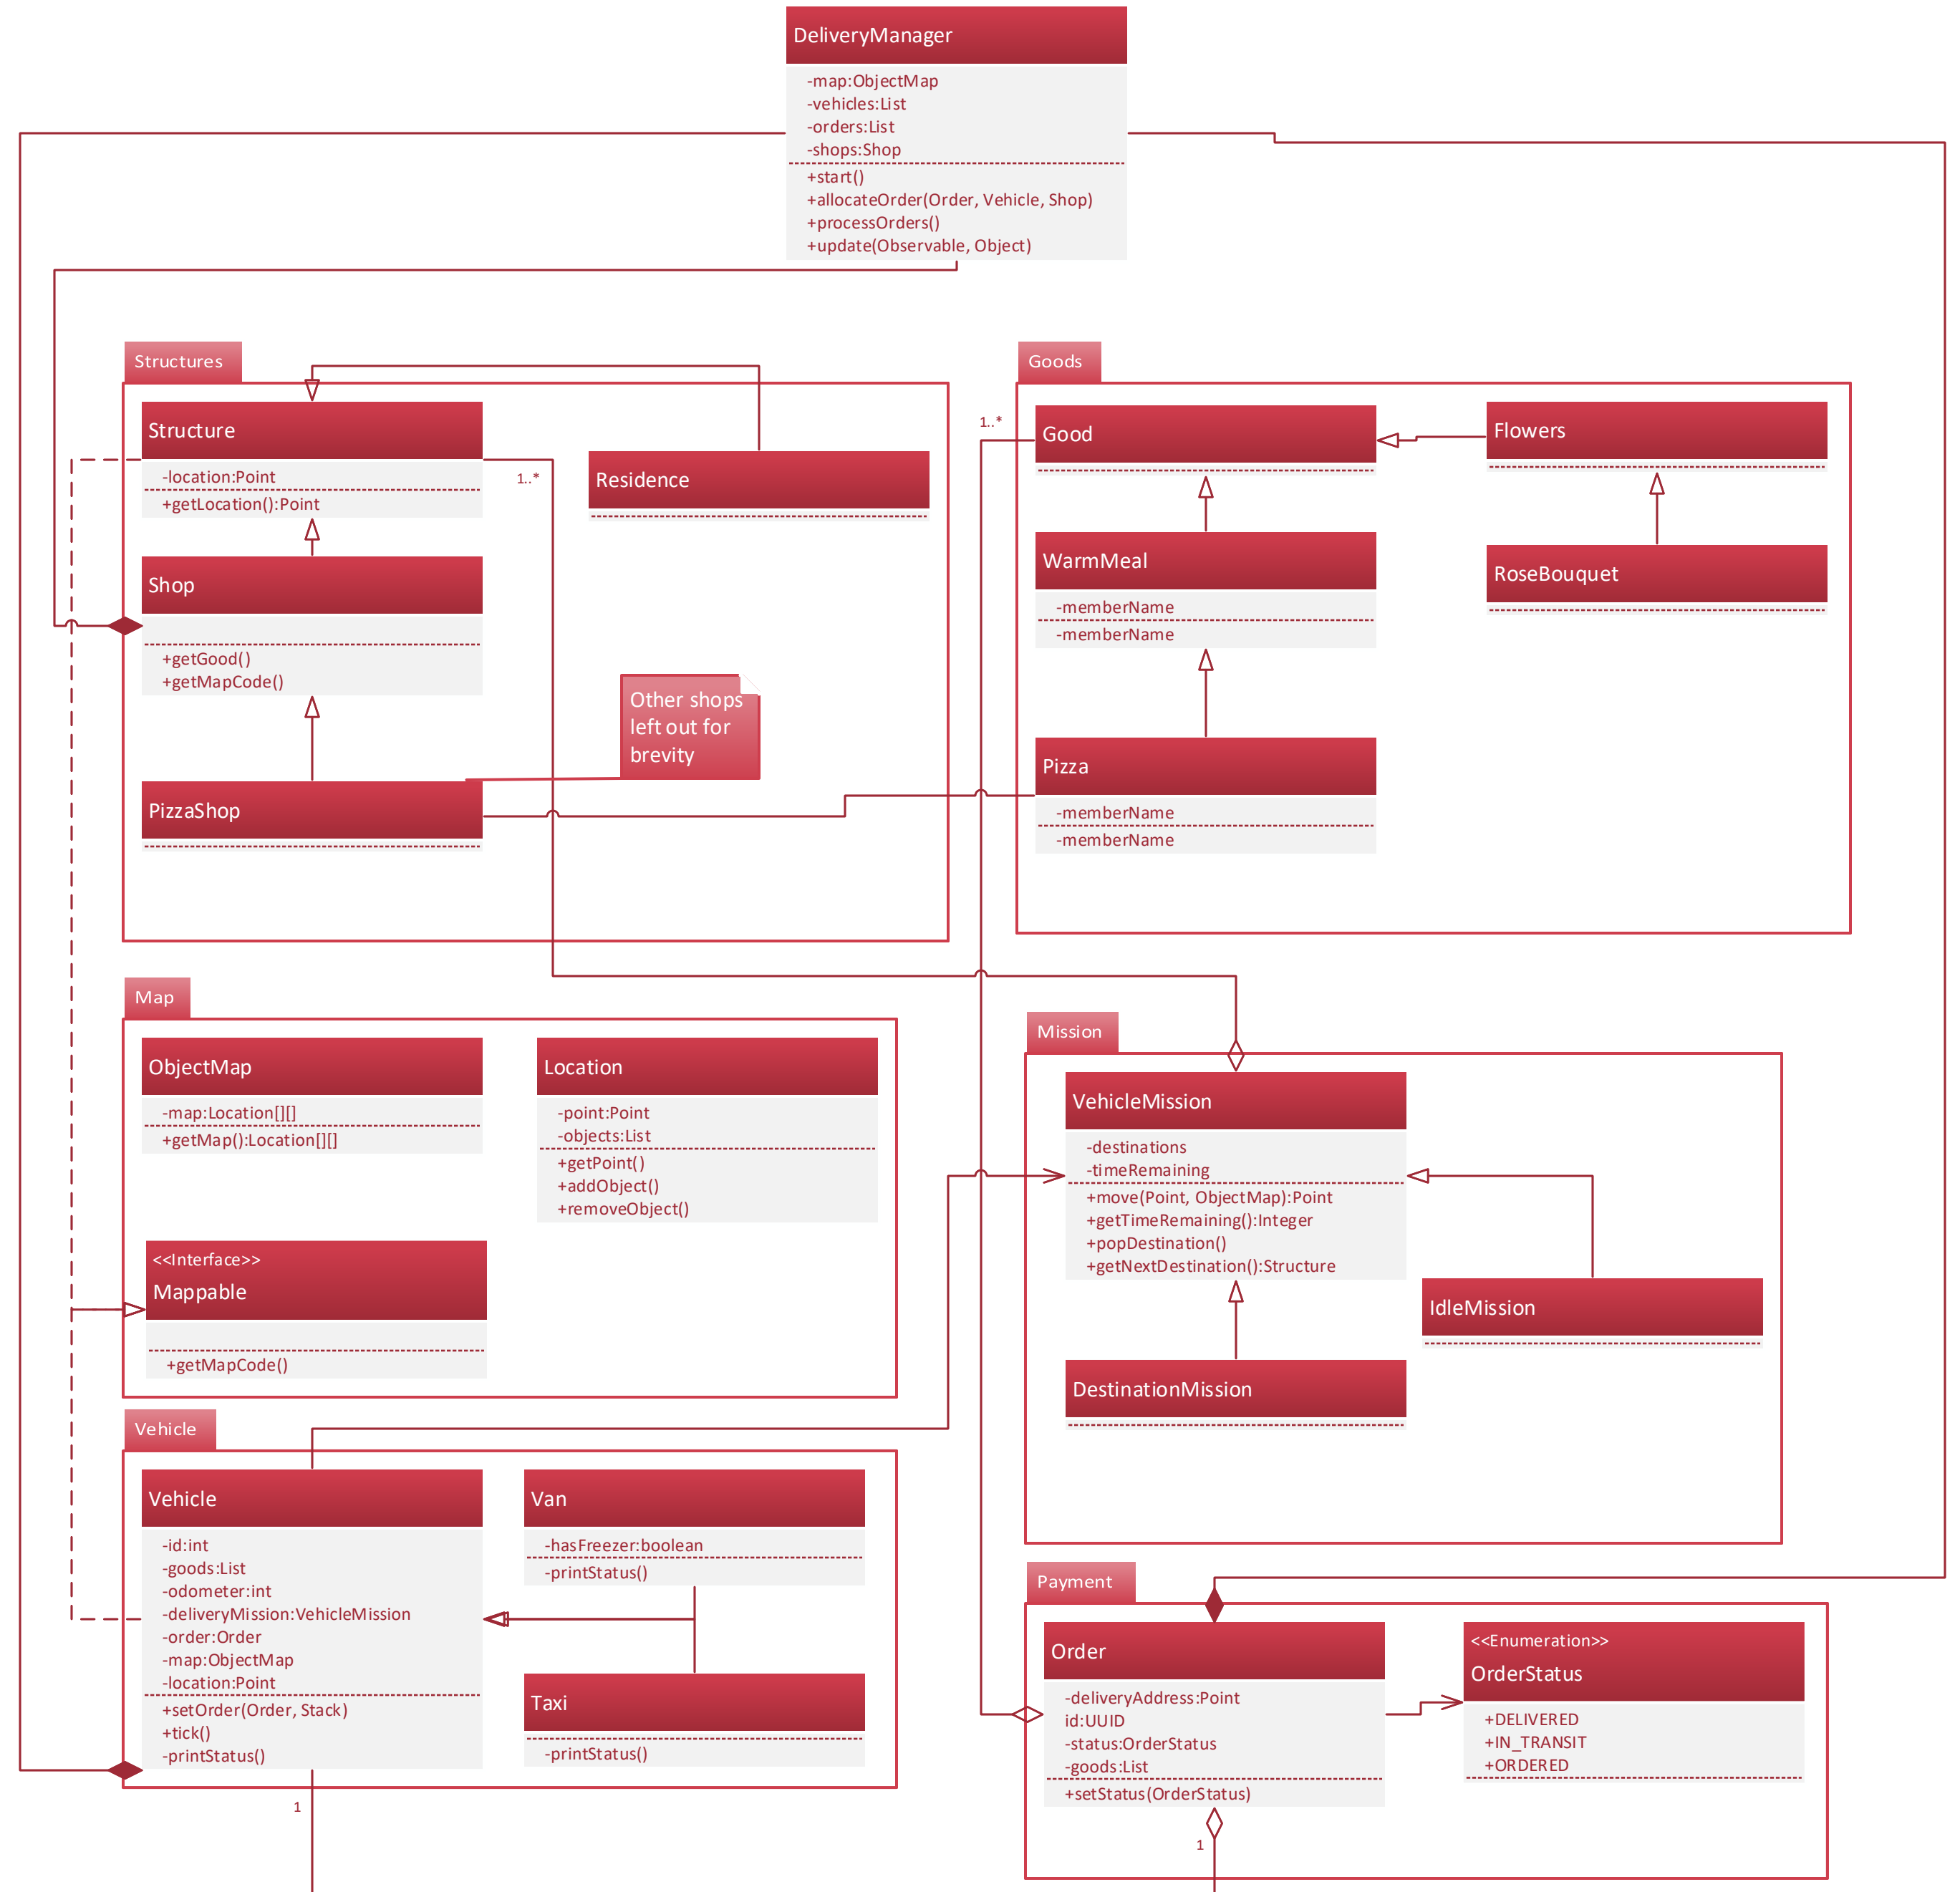 DeliveryManager
-map:ObjectMap
-vehicles:List
-orders:List
-shops:Shop
+start()
+allocateOrder(Order, Vehicle, Shop)
+processOrders()
+update(Observable, Object)
Structures
Structure
-location:Point
+getLocation():Point
1..*
Residence
Shop
+getGood()
+getMapCode()
Other shops
left out for
brevity
PizzaShop
Goods
1..*
Good
Flowers
WarmMeal
-memberName
-memberName
RoseBouquet
Pizza
-memberName
-memberName
Map
ObjectMap
-map:Location[][]
+getMap():Location[][]
Location
-point:Point
-objects:List
+getPoint()
+addObject()
+removeObject()
<<Interface>>
Mappable
+getMapCode()
Mission
VehicleMission
-destinations
-timeRemaining
+move(Point, ObjectMap):Point
+getTimeRemaining():Integer
+popDestination()
+getNextDestination():Structure
IdleMission
DestinationMission
Vehicle
Vehicle
-id:int
-goods:List
-odometer:int
-deliveryMission:VehicleMission
-order:Order
-map:ObjectMap
-location:Point
+setOrder(Order, Stack)
+tick()
-printStatus()
1
Van
-hasFreezer:boolean
-printStatus()
Taxi
-printStatus()
Payment
Order
-deliveryAddress:Point
id:UUID
-status:OrderStatus
-goods:List
+setStatus(OrderStatus)
1
<<Enumeration>>
OrderStatus
+DELIVERED
+IN_TRANSIT
+ORDERED